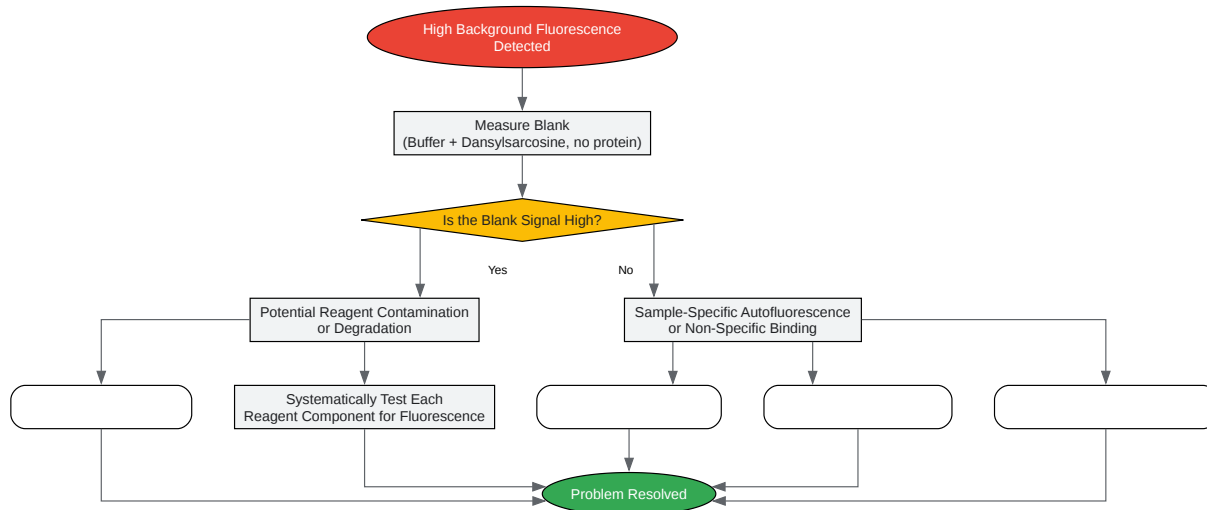 High Background Fluorescence
Detected
Measure Blank
(Buffer + Dansylsarcosine, no protein)
Is the Blank Signal High?
Yes
No
Potential Reagent Contamination
or Degradation
Sample-Specific Autofluorescence
or Non-Specific Binding
Systematically Test Each
Reagent Component for Fluorescence
Problem Resolved